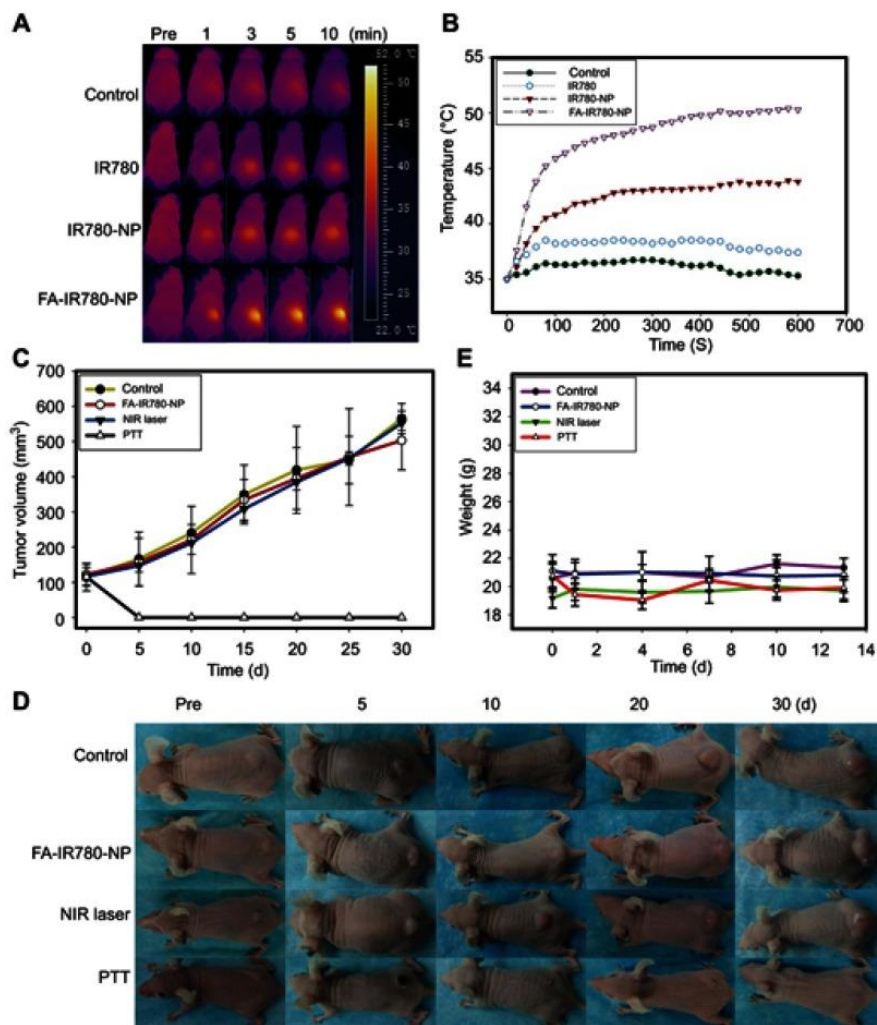 A
Pre 1 3 5 10 (min)
Control
IR780
IR780-NP
FA-IR780-NP
52.0 °C
50
45
40
35
30
25
22.0 °C
B
Temperature (°C)
55
50
45
40
35
Control
IR780
IR780-NP
FA-IR780-NP
0 100 200 300 400 500 600 700
Time (S)
C
Tumor volume (mm³)
700
600
500
400
300
200
100
0
Control
FA-IR780-NP
NIR laser
PTT
0 5 10 15 20 25 30
Time (d)
E
Weight (g)
34
32
30
28
26
24
22
20
18
Control
FA-IR780-NP
NIR laser
PTT
0 2 4 6 8 10 12 14
Time (d)
D
Pre 5 10 20 30 (d)
Control
FA-IR780-NP
NIR laser
PTT